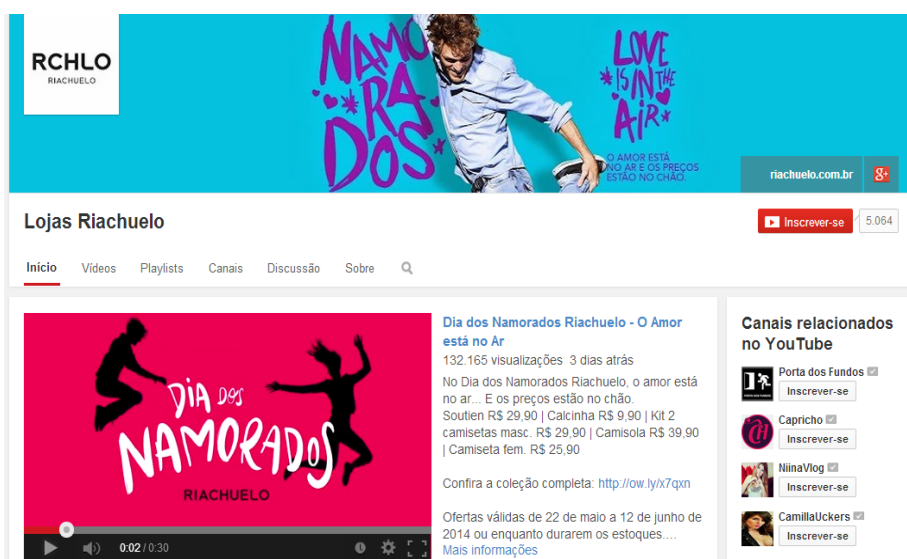 RCHLO
RIACHUELO
NAMO
RA
DOS
LOVE
IS IN THE
AIR
O AMOR ESTÁ
NO AR E OS PREÇOS
ESTÃO NO CHÃO.
riachuelo.com.br
g+
Lojas Riachuelo
Inscrever-se
5.064
Início
Vídeos
Playlists
Canais
Discussão
Sobre
DIA DOS
NAMORADOS
RIACHUELO
0:02 / 0:30
Dia dos Namorados Riachuelo - O Amor
está no Ar
132.165 visualizações 3 dias atrás
No Dia dos Namorados Riachuelo, o amor está
no ar... E os preços estão no chão.
Soutien R$ 29,90 | Calcinha R$ 9,90 | Kit 2
camisetas masc. R$ 29,90 | Camisola R$ 39,90
| Camiseta fem. R$ 25,90
Confira a coleção completa: http://ow.ly/x7qxn
Ofertas válidas de 22 de maio a 12 de junho de
2014 ou enquanto durarem os estoques....
Mais informações
Canais relacionados
no YouTube
Porta dos Fundos
Inscrever-se
PORTA DOS FUNDOS
Capricho
Inscrever-se
CH
NiinaVlog
Inscrever-se
CamillaUckers
Inscrever-se